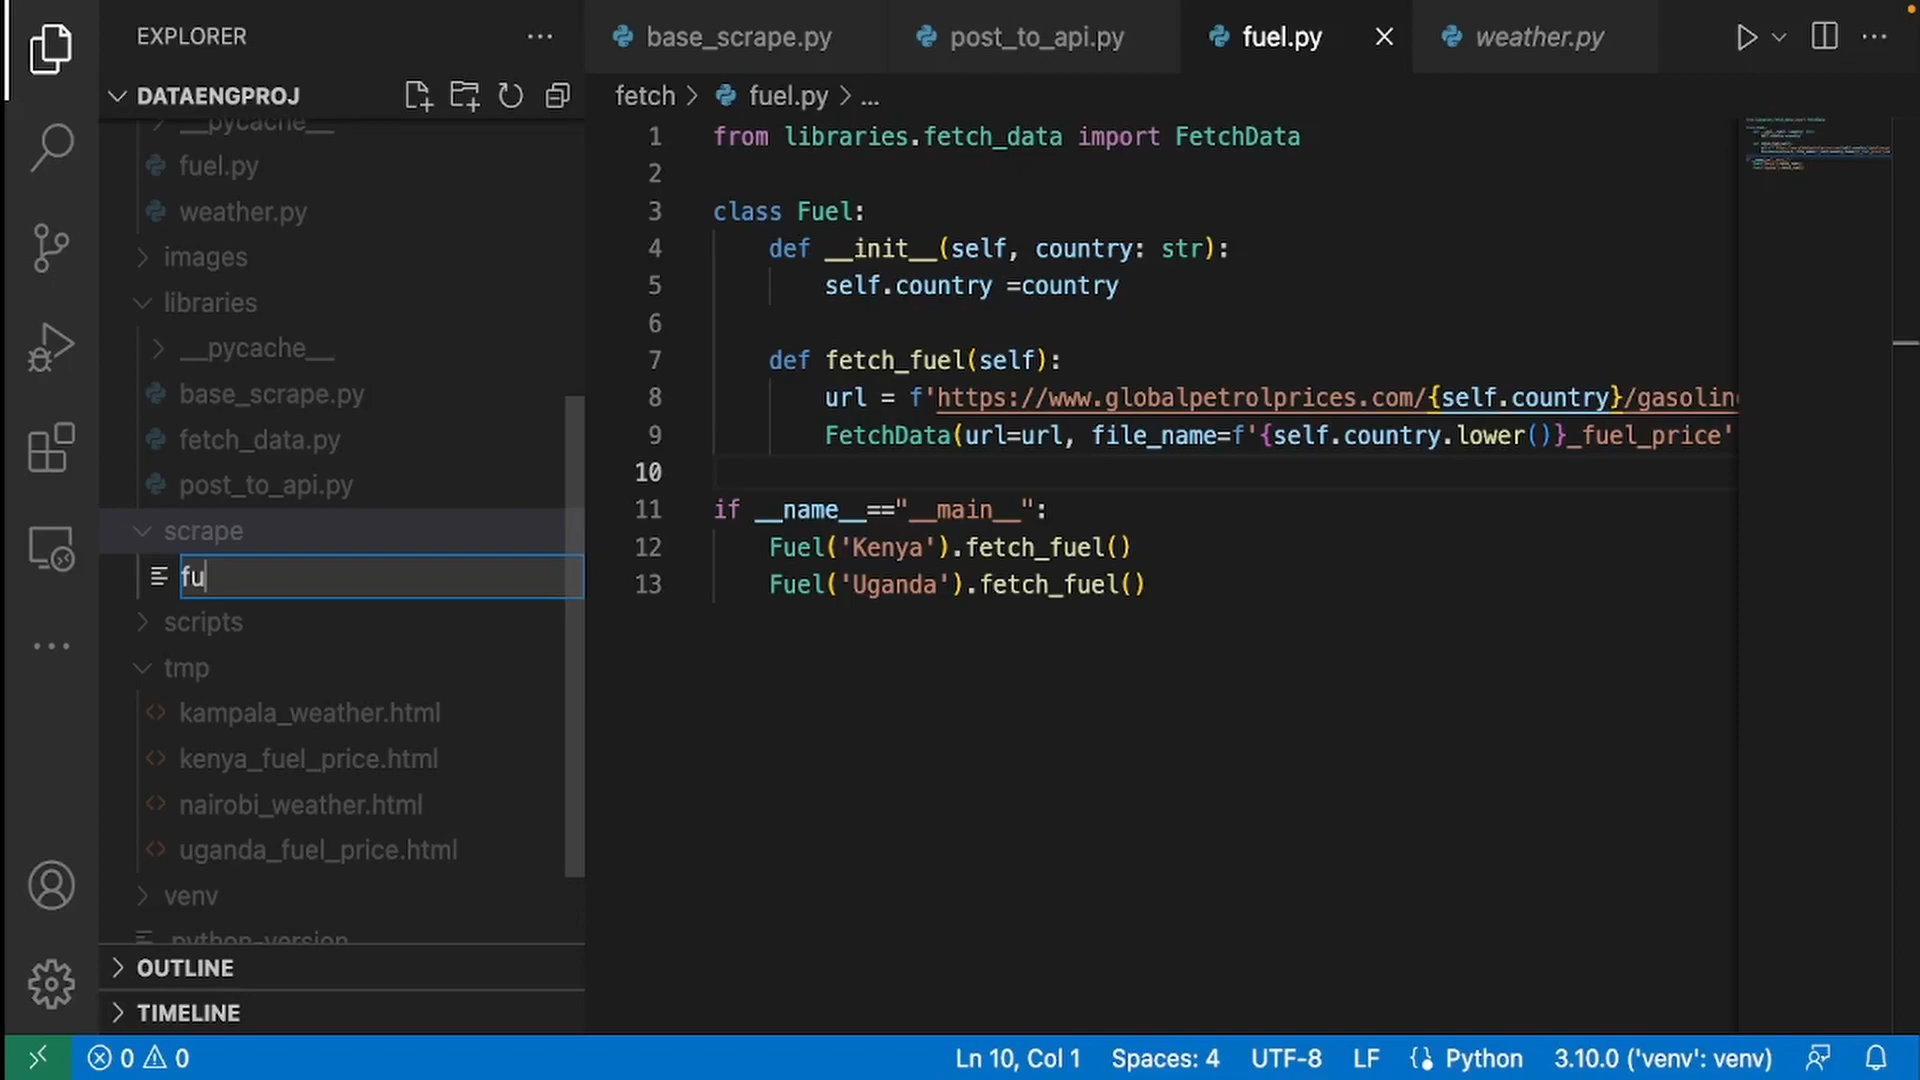 EXPLORER
DATAENGPROJ
__pycache__
fuel.py
weather.py
images
libraries
__pycache__
base_scrape.py
fetch_data.py
post_to_api.py
scrape
fu
scripts
tmp
kampala_weather.html
kenya_fuel_price.html
nairobi_weather.html
uganda_fuel_price.html
venv
python-version
OUTLINE
TIMELINE
base_scrape.py
post_to_api.py
fuel.py
weather.py
fetch > fuel.py > ...
1 from libraries.fetch_data import FetchData
2
3 class Fuel:
4 def __init__(self, country: str):
5 self.country =country
6
7 def fetch_fuel(self):
8 url = f'https://www.globalpetrolprices.com/{self.country}/gasolin
9 FetchData(url=url, file_name=f'{self.country.lower()}_fuel_price'
10
11 if __name__=="__main__":
12 Fuel('Kenya').fetch_fuel()
13 Fuel('Uganda').fetch_fuel()
0 0
Ln 10, Col 1
Spaces: 4
UTF-8
LF
Python
3.10.0 ('venv': venv)